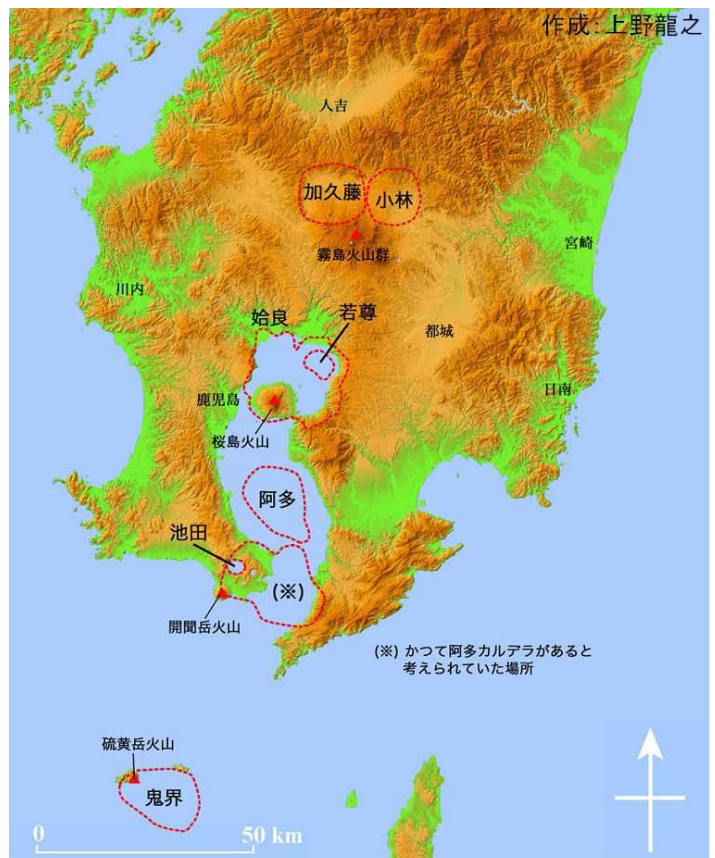 作成:上野龍之
人吉
加久藤
小林
霧島火山群
宮崎
川内
姶良
若尊
都城
鹿児島
日南
桜島火山
阿多
池田
(※)
開聞岳火山
(※) かつて阿多カルデラがあると
考えられていた場所
硫黄岳火山
鬼界
0 50 km